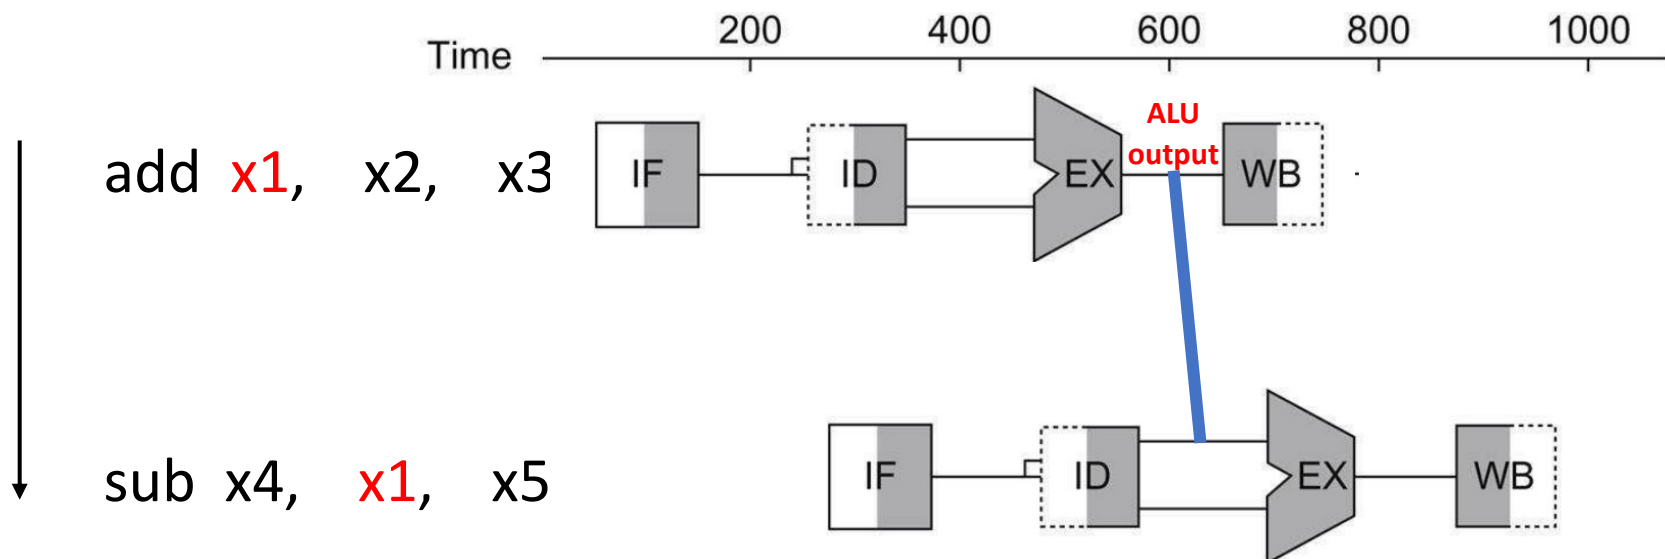 200 400 600 800 1000
Time
ALU
output
add x1, x2, x3
IF ID EX WB
sub x4, x1, x5
IF ID EX WB